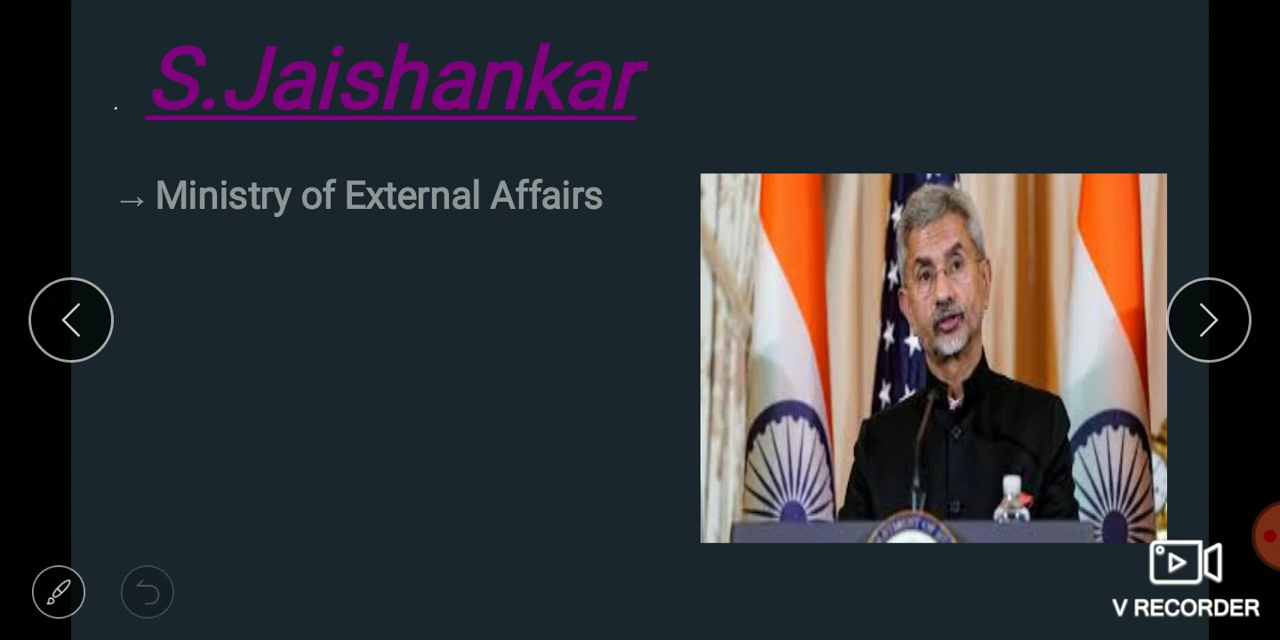 . S.Jaishankar
→ Ministry of External Affairs
V RECORDER